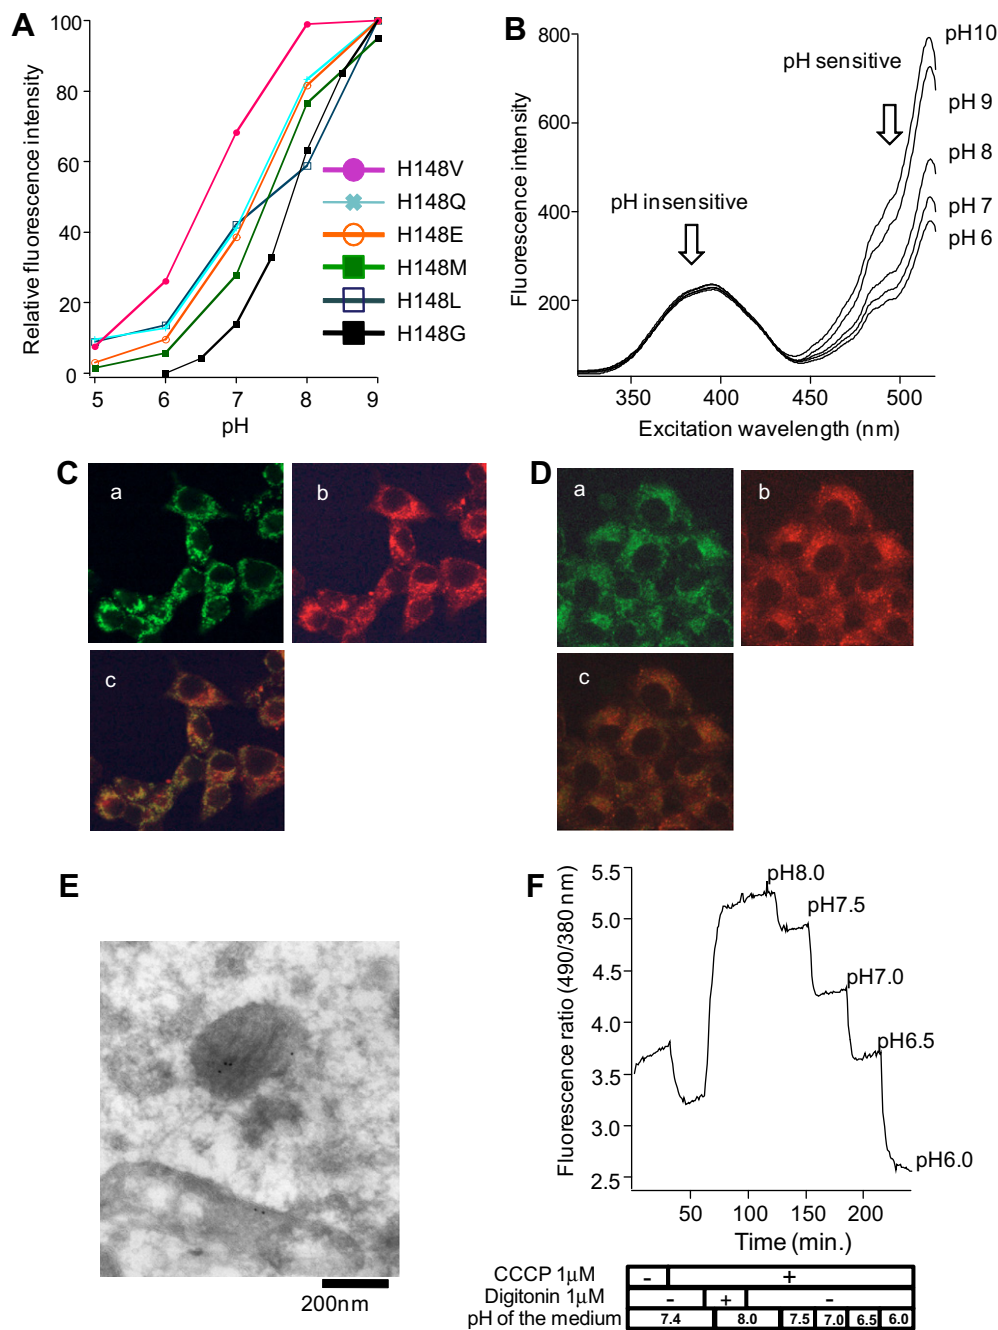 A
Relative fluorescence intensity
100
80
60
40
20
0
5 6 7 8 9
pH
H148V
H148Q
H148E
H148M
H148L
H148G
B
Fluorescence intensity
800
600
400
200
350 400 450 500
Excitation wavelength (nm)
pH insensitive
pH sensitive
pH10
pH 9
pH 8
pH 7
pH 6
C
a
b
c
D
a
b
c
E
200nm
F
Fluorescence ratio (490/380 nm)
5.5
5.0
4.5
4.0
3.5
3.0
2.5
pH8.0
pH7.5
pH7.0
pH6.5
pH6.0
50 100 150 200
Time (min.)
CCCP 1μM - +
Digitonin 1μM - + -
pH of the medium 7.4 8.0 7.5 7.0 6.5 6.0